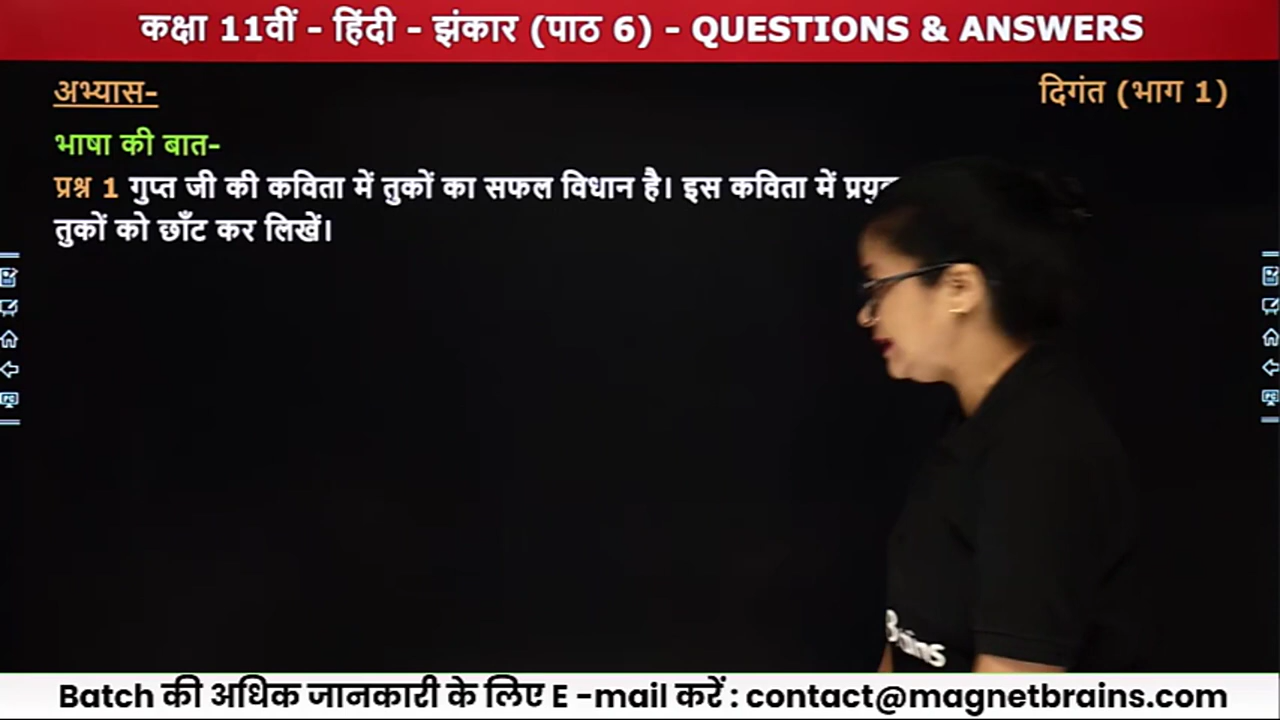 कक्षा 11वीं - हिंदी - झंकार (पाठ 6) - QUESTIONS & ANSWERS
अभ्यास-
दिगंत (भाग 1)
भाषा की बात-
प्रश्न 1 गुप्त जी की कविता में तुकों का सफल विधान है। इस कविता में
तुकों को छाँट कर लिखें।
Brains
Batch की अधिक जानकारी के लिए E -mail करें : contact@magnetbrains.com